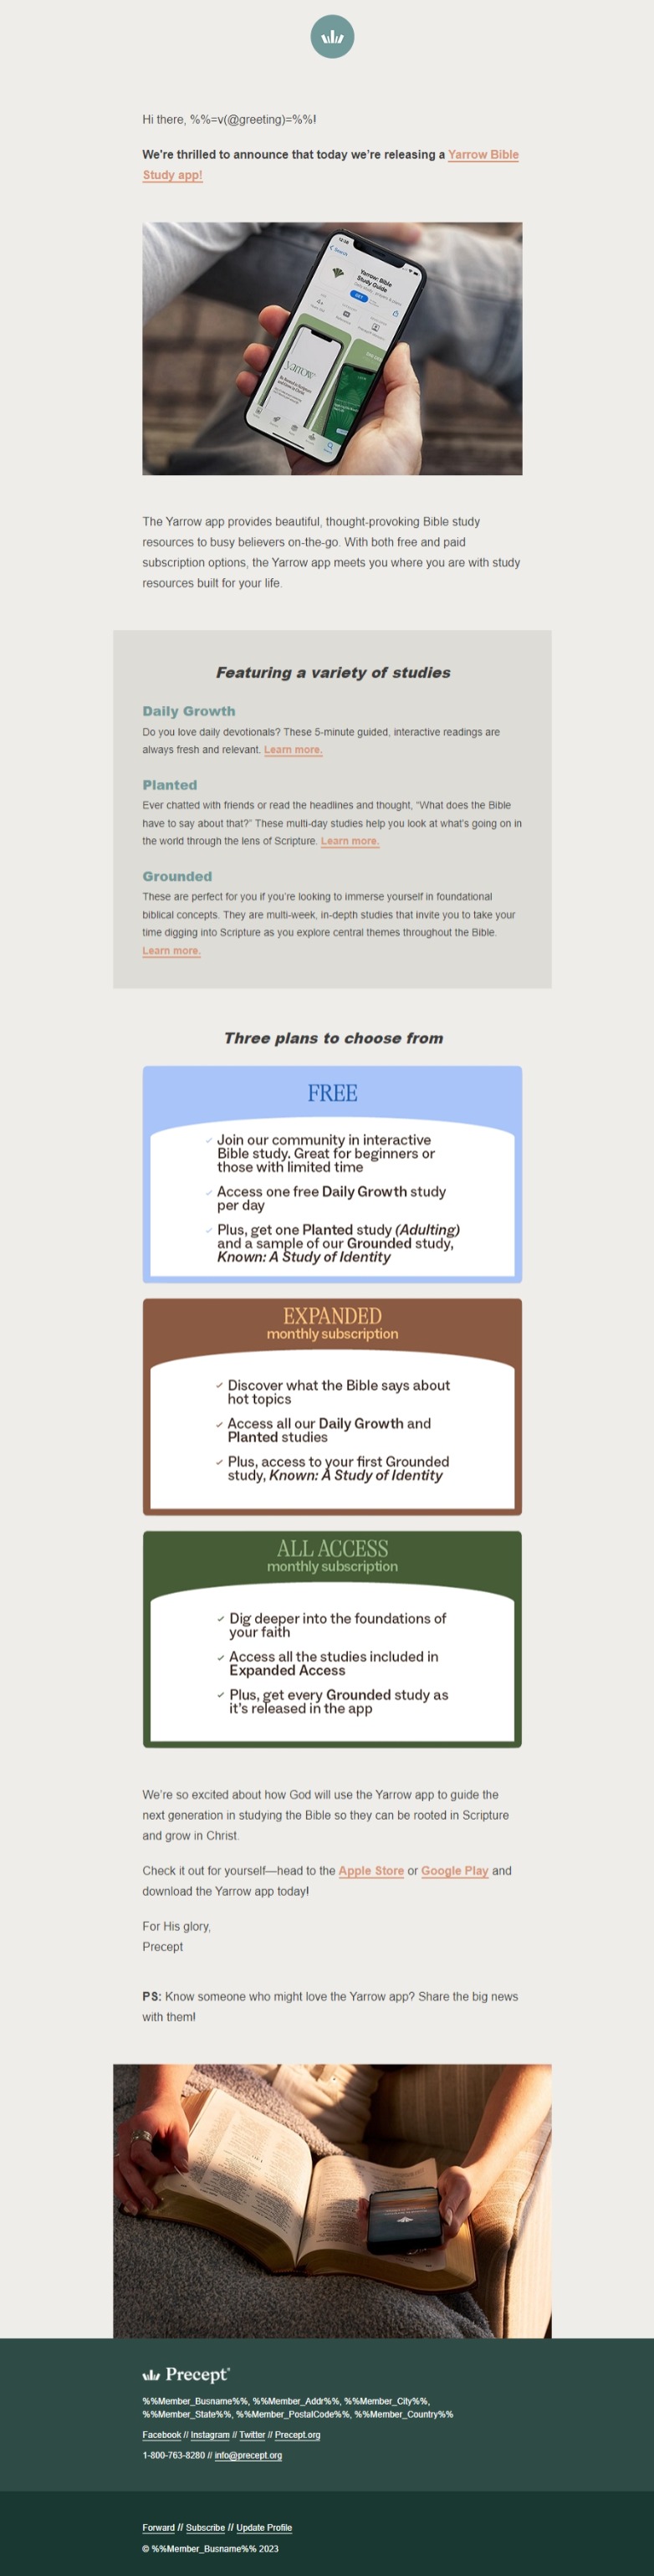 Hi there, %%=v(@greeting)=%%!
We're thrilled to announce that today we're releasing a Yarrow Bible
Study app!
12:38
Search
Yarrow: Bible
Study Guide
GET
4+
yarrow
The Yarrow app provides beautiful, thought-provoking Bible study
resources to busy believers on-the-go. With both free and paid
subscription options, the Yarrow app meets you where you are with study
resources built for your life.
Featuring a variety of studies
Daily Growth
Do you love daily devotionals? These 5-minute guided, interactive readings are
always fresh and relevant. Learn more.
Planted
Ever chatted with friends or read the headlines and thought, "What does the Bible
have to say about that?" These multi-day studies help you look at what's going on in
the world through the lens of Scripture. Learn more.
Grounded
These are perfect for you if you're looking to immerse yourself in foundational
biblical concepts. They are multi-week, in-depth studies that invite you to take your
time digging into Scripture as you explore central themes throughout the Bible.
Learn more.
Three plans to choose from
FREE
Join our community in interactive
Bible study. Great for beginners or
those with limited time
Access one free Daily Growth study
per day
Plus, get one Planted study (Adulting)
and a sample of our Grounded study,
Known: A Study of Identity
EXPANDED
monthly subscription
Discover what the Bible says about
hot topics
Access all our Daily Growth and
Planted studies
Plus, access to your first Grounded
study, Known: A Study of Identity
ALL ACCESS
monthly subscription
Dig deeper into the foundations of
your faith
Access all the studies included in
Expanded Access
Plus, get every Grounded study as
it's released in the app
We're so excited about how God will use the Yarrow app to guide the
next generation in studying the Bible so they can be rooted in Scripture
and grow in Christ.
Check it out for yourself—head to the Apple Store or Google Play and
download the Yarrow app today!
For His glory,
Precept
PS: Know someone who might love the Yarrow app? Share the big news
with them!
Precept®
%%Member_Busname%%, %%Member_Addr%%, %%Member_City%%,
%%Member_State%%, %%Member_PostalCode%%, %%Member_Country%%
Facebook // Instagram // Twitter // Precept.org
1-800-763-8280 // info@precept.org
Forward // Subscribe // Update Profile
© %%Member_Busname%% 2023